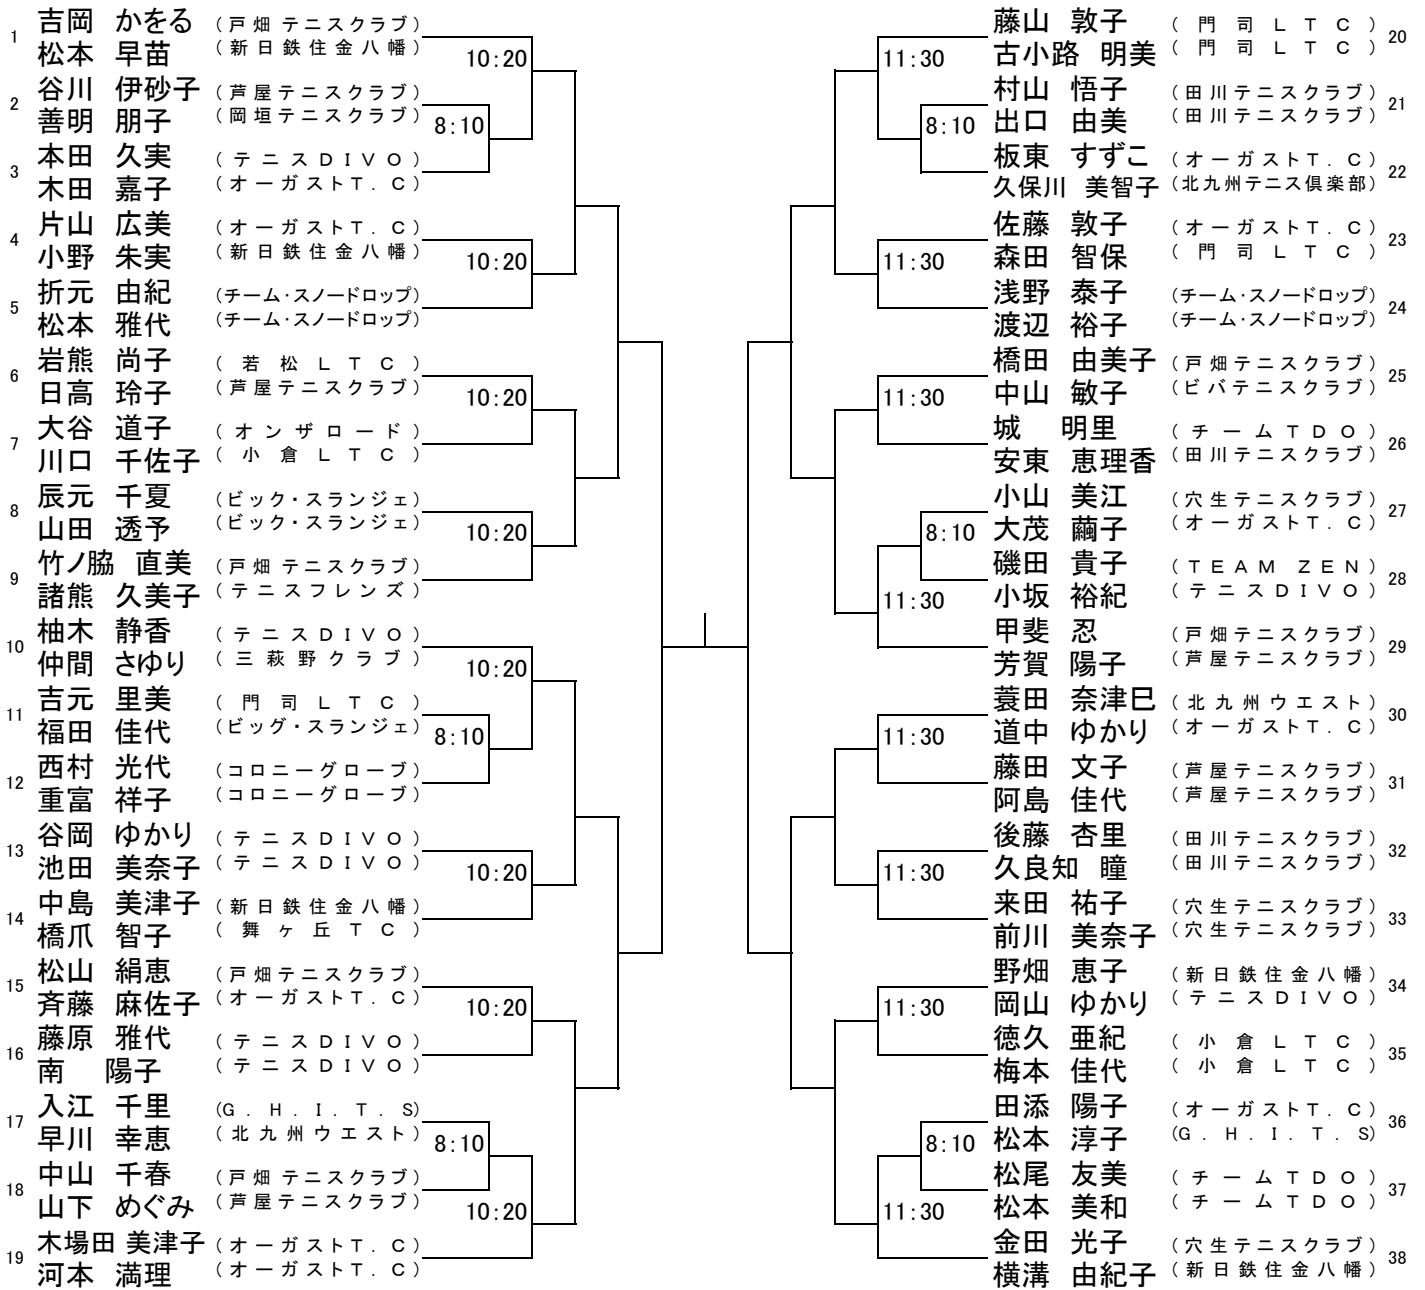 1 吉岡 かをる (戸畑テニスクラブ)
松本 早苗 (新日鉄住金八幡)
10:20
2 谷川 伊砂子 (芦屋テニスクラブ)
善明 朋子 (岡垣テニスクラブ)
8:10
3 本田 久実 (テニスDIVO)
木田 嘉子 (オーガストT.C)
4 片山 広美 (オーガストT.C)
小野 朱実 (新日鉄住金八幡)
10:20
5 折元 由紀 (チーム・スノードロップ)
松本 雅代 (チーム・スノードロップ)
6 岩熊 尚子 (若松LTC)
日高 玲子 (芦屋テニスクラブ)
10:20
7 大谷 道子 (オンザロード)
川口 千佐子 (小倉LTC)
8 辰元 千夏 (ビック・スランジェ)
山田 透予 (ビック・スランジェ)
10:20
9 竹ノ脇 直美 (戸畑テニスクラブ)
諸熊 久美子 (テニスフレンズ)
10 柚木 静香 (テニスDIVO)
仲間 さゆり (三萩野クラブ)
10:20
11 吉元 里美 (門司LTC)
福田 佳代 (ビッグ・スランジェ)
8:10
12 西村 光代 (コロニーグローブ)
重富 祥子 (コロニーグローブ)
13 谷岡 ゆかり (テニスDIVO)
池田 美奈子 (テニスDIVO)
10:20
14 中島 美津子 (新日鉄住金八幡)
橋爪 智子 (舞ヶ丘TC)
15 松山 絹恵 (戸畑テニスクラブ)
斉藤 麻佐子 (オーガストT.C)
10:20
16 藤原 雅代 (テニスDIVO)
南 陽子 (テニスDIVO)
17 入江 千里 (G.H.I.T.S)
早川 幸恵 (北九州ウエスト)
8:10
18 中山 千春 (戸畑テニスクラブ)
山下 めぐみ (芦屋テニスクラブ)
10:20
19 木場田 美津子 (オーガストT.C)
河本 満理 (オーガストT.C)
藤山 敦子 (門司LTC) 20
古小路 明美 (門司LTC)
11:30
村山 悟子 (田川テニスクラブ) 21
出口 由美 (田川テニスクラブ)
8:10
板東 すずこ (オーガストT.C) 22
久保川 美智子 (北九州テニス倶楽部)
佐藤 敦子 (オーガストT.C) 23
森田 智保 (門司LTC)
11:30
浅野 泰子 (チーム・スノードロップ) 24
渡辺 裕子 (チーム・スノードロップ)
橋田 由美子 (戸畑テニスクラブ) 25
中山 敏子 (ビバテニスクラブ)
11:30
城 明里 (チームTDO) 26
安東 恵理香 (田川テニスクラブ)
小山 美江 (穴生テニスクラブ) 27
大茂 繭子 (オーガストT.C)
8:10
磯田 貴子 (TEAM ZEN) 28
小坂 裕紀 (テニスDIVO)
11:30
甲斐 忍 (戸畑テニスクラブ) 29
芳賀 陽子 (芦屋テニスクラブ)
蓑田 奈津巳 (北九州ウエスト) 30
道中 ゆかり (オーガストT.C)
11:30
藤田 文子 (芦屋テニスクラブ) 31
阿島 佳代 (芦屋テニスクラブ)
後藤 杏里 (田川テニスクラブ) 32
久良知 瞳 (田川テニスクラブ)
11:30
来田 祐子 (穴生テニスクラブ) 33
前川 美奈子 (穴生テニスクラブ)
野畑 恵子 (新日鉄住金八幡) 34
岡山 ゆかり (テニスDIVO)
11:30
徳久 亜紀 (小倉LTC) 35
梅本 佳代 (小倉LTC)
田添 陽子 (オーガストT.C) 36
松本 淳子 (G.H.I.T.S)
8:10
松尾 友美 (チームTDO) 37
松本 美和 (チームTDO)
11:30
金田 光子 (穴生テニスクラブ) 38
横溝 由紀子 (新日鉄住金八幡)